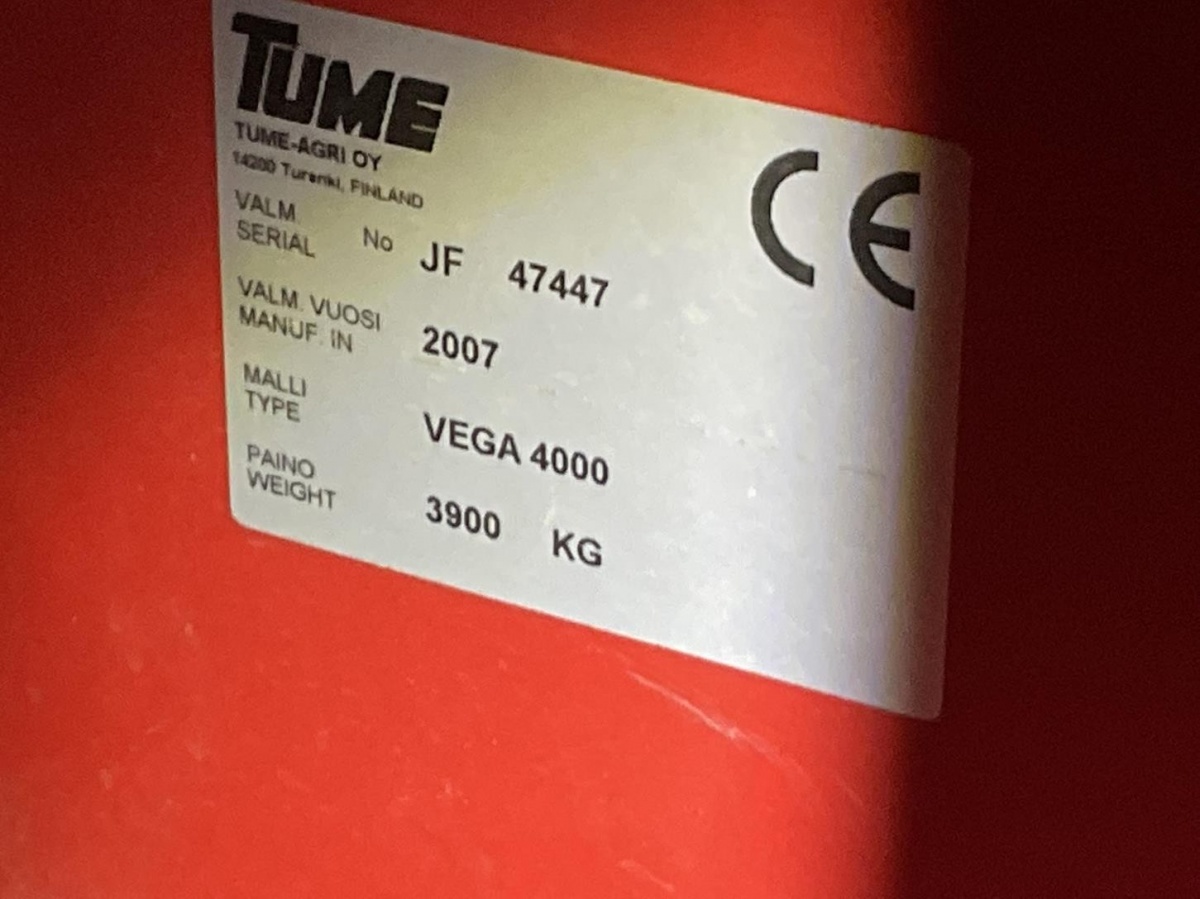 TUME
TUME-AGRI OY
14200 Turenki, FINLAND
VALM.
SERIAL No JF 47447
VALM. VUOSI
MANUF. IN 2007
MALLI
TYPE VEGA 4000
PAINO
WEIGHT 3900 KG
CE